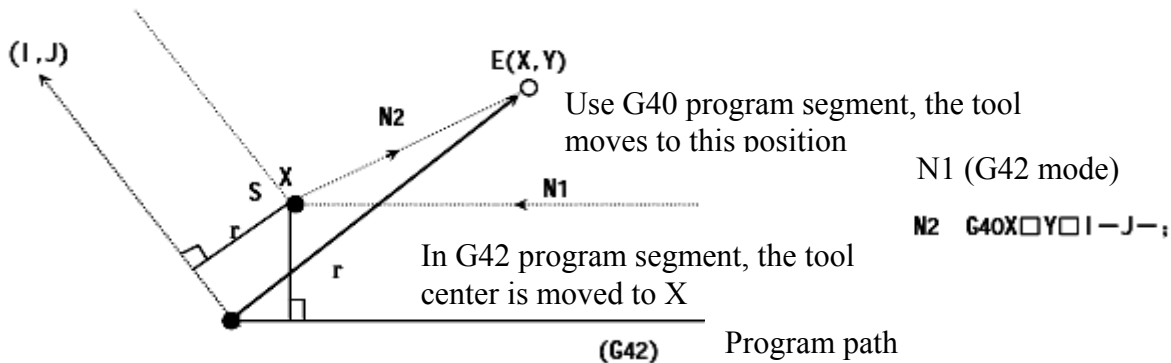 (I,J)
E(X,Y)
Use G40 program segment, the tool
moves to this position
N2
N1 (G42 mode)
X
S
N1
N2 G40X□Y□I—J—;
r
In G42 program segment, the tool
center is moved to X
r
Program path
(G42)